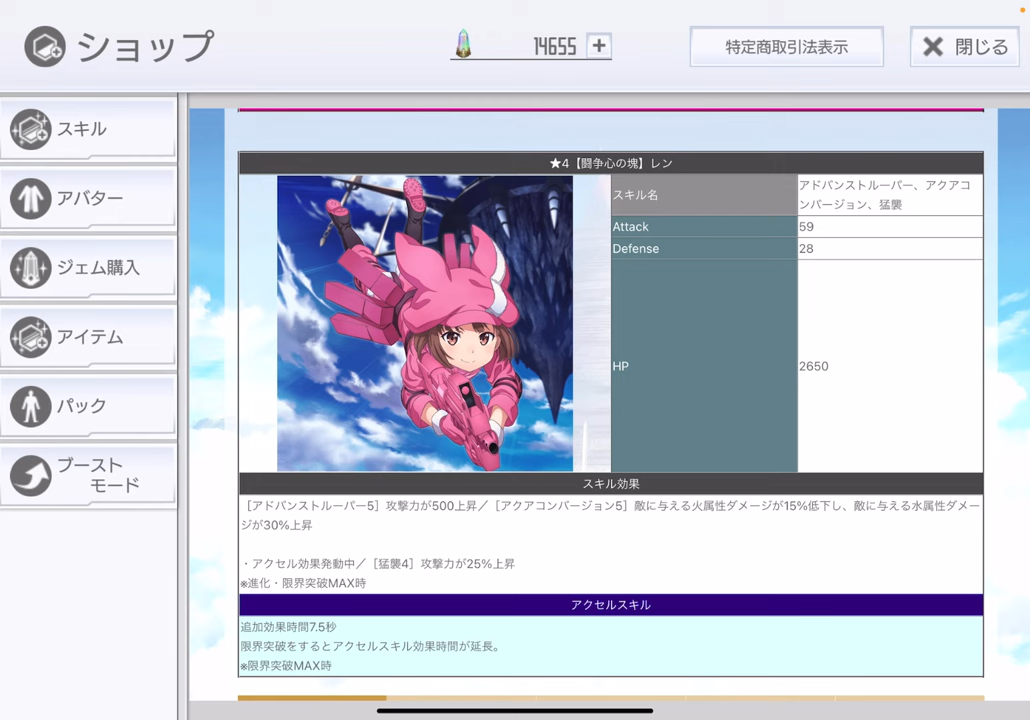 ショップ
14655
特定商取引法表示
閉じる
スキル
アバター
ジェム購入
アイテム
パック
ブースト
モード
★4【闘争心の塊】レン
スキル名
アドバンストルーパー、アクアコ
ンバージョン、猛襲
Attack
59
Defense
28
HP
2650
スキル効果
［アドバンストルーパー5］攻撃力が500上昇／［アクアコンバージョン5］敵に与える火属性ダメージが15%低下し、敵に与える水属性ダメー
ジが30%上昇
・アクセル効果発動中／［猛襲4］攻撃力が25%上昇
※進化・限界突破MAX時
アクセルスキル
追加効果時間7.5秒
限界突破をするとアクセルスキル効果時間が延長。
※限界突破MAX時